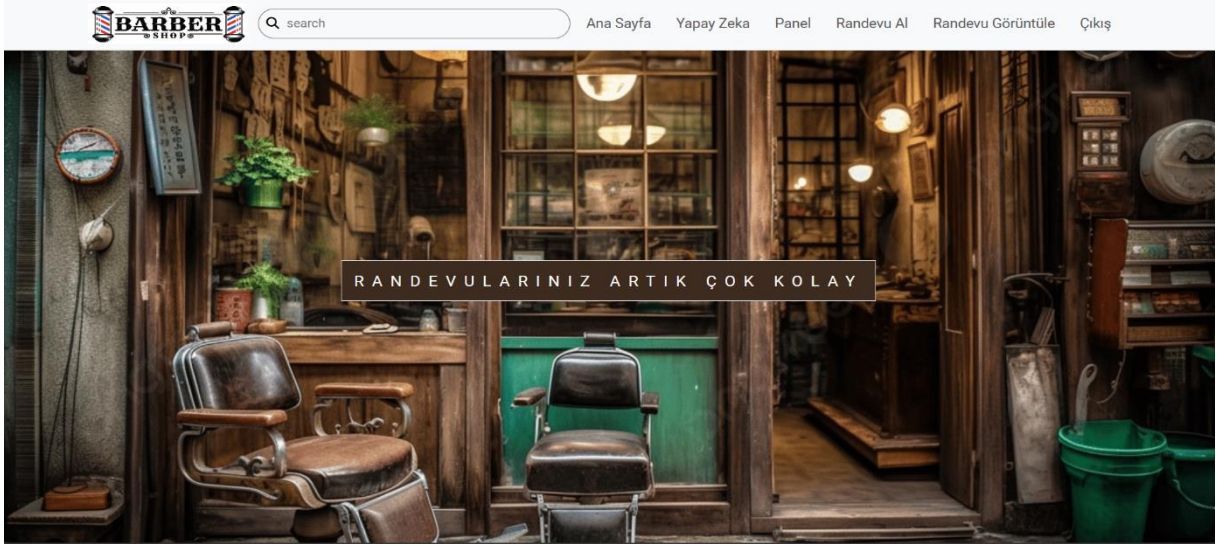 BARBER
SHOP
search
Ana Sayfa
Yapay Zeka
Panel
Randevu Al
Randevu Görüntüle
Çıkış
RANDEVULARINIZ ARTIK ÇOK KOLAY